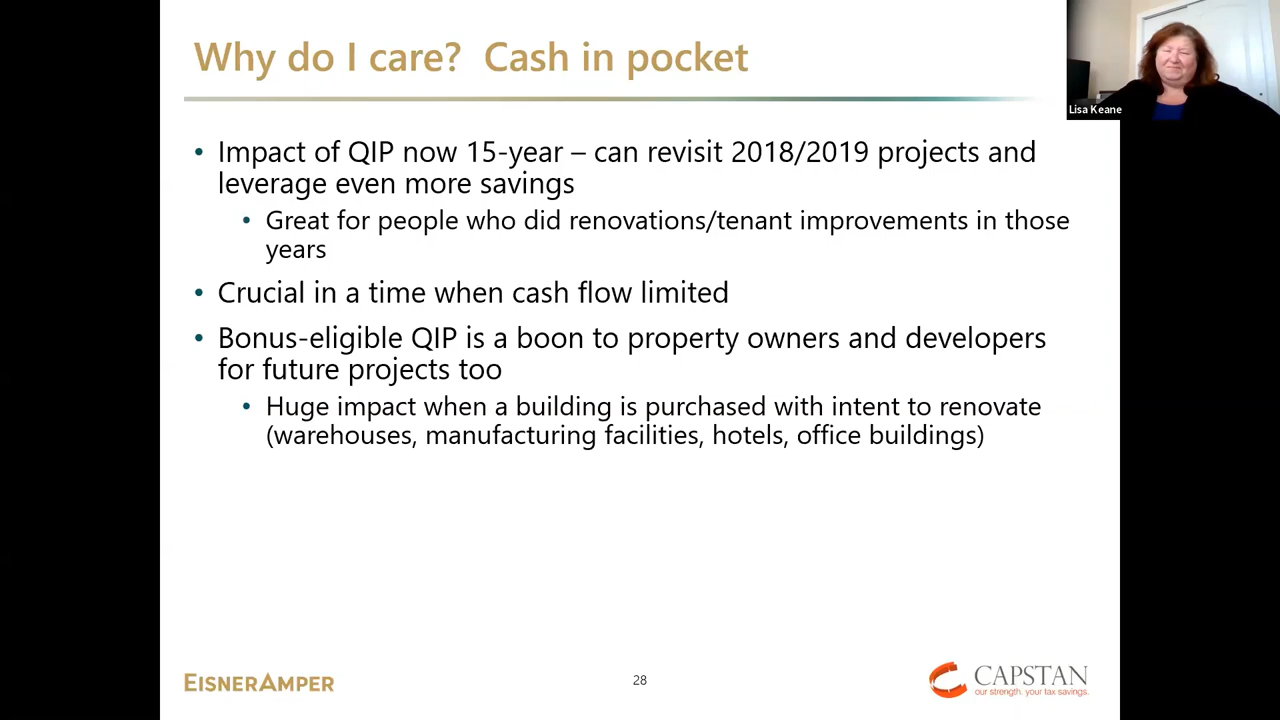 Why do I care? Cash in pocket
Lisa Keane
• Impact of QIP now 15-year – can revisit 2018/2019 projects and
leverage even more savings
• Great for people who did renovations/tenant improvements in those
years
• Crucial in a time when cash flow limited
• Bonus-eligible QIP is a boon to property owners and developers
for future projects too
• Huge impact when a building is purchased with intent to renovate
(warehouses, manufacturing facilities, hotels, office buildings)
EISNERAMPER
28
CAPSTAN
our strength. your tax savings.